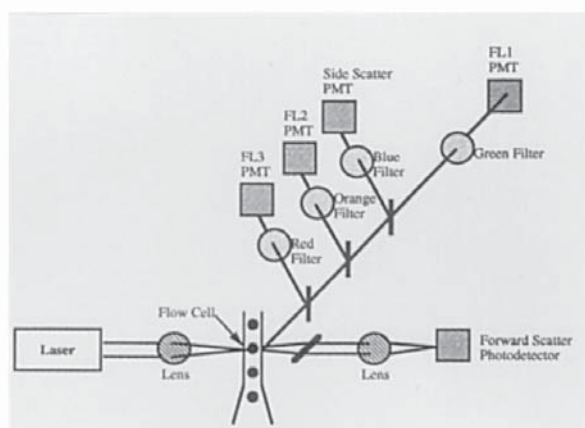 FL1
PMT
Side Scatter
PMT
FL2
PMT
FL3
PMT
Green Filter
Blue
Filter
Orange
Filter
Red
Filter
Flow Cell
Laser
Lens
Lens
Forward Scatter
Photodetector